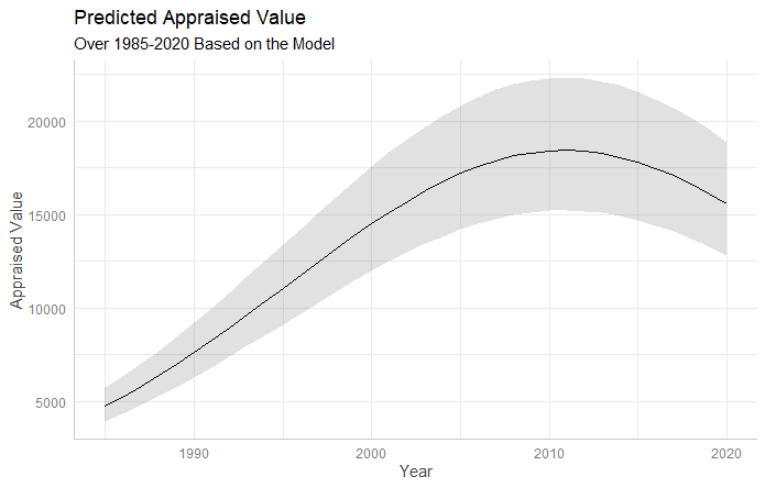 Predicted Appraised Value
Over 1985-2020 Based on the Model
Appraised Value
20000
15000
10000
5000
1990 2000 2010 2020
Year